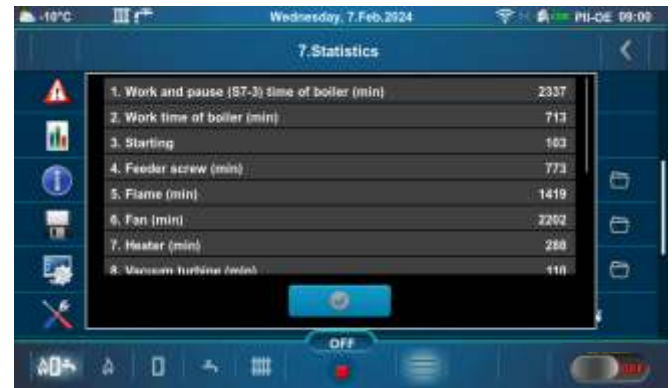 -10°C Wednesday, 7.Feb.2024 09:00
7.Statistics
1. Work and pause (S7-3) time of boiler (min) 2337
2. Work time of boiler (min) 713
3. Starting 103
4. Feeder screw (min) 773
5. Flame (min) 1419
6. Fan (min) 2202
7. Heater (min) 288
8. Vacuum turbine (min) 110
OFF
OFF